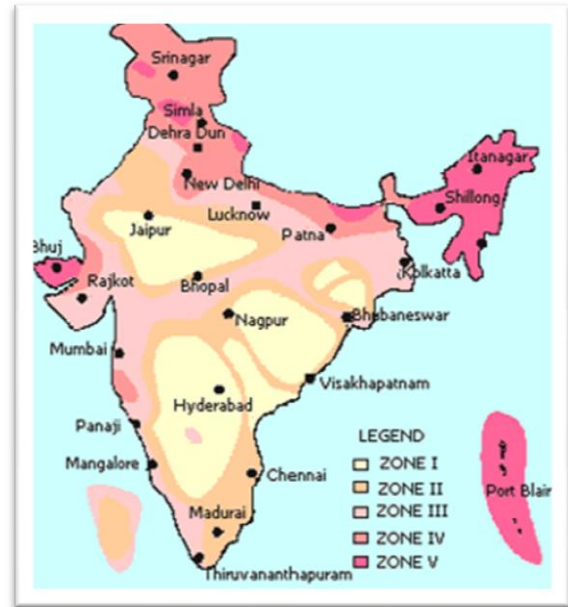 Srinagar
Simla
Dehra Dun
New Delhi
Itanagar
Shillong
Lucknow
Jaipur
Patna
Bhuj
Rajkot
Bhopal
Kolkatta
Nagpur
Bhubaneswar
Mumbai
Visakhapatnam
Hyderabad
Panaji
LEGEND
ZONE I
Mangalore
Chennai
ZONE II
Port Blair
ZONE III
Madurai
ZONE IV
ZONE V
Thiruvananthapuram